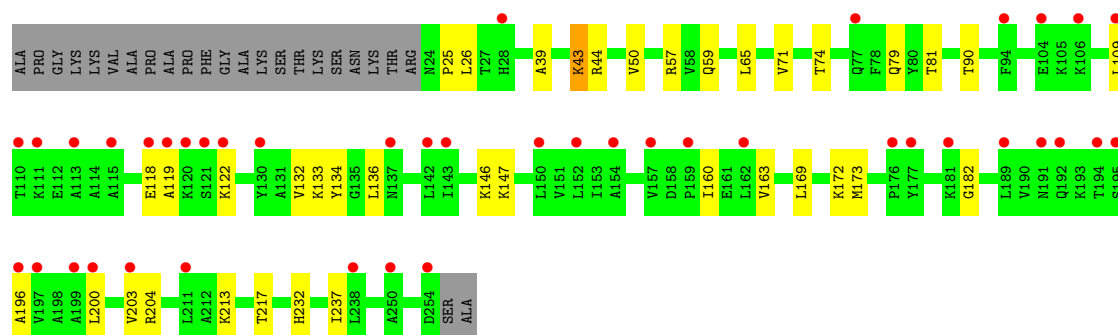 ALA PRO GLY LYS LYS VAL ALA PRO ALA PRO PHE GLY ALA LYS SER THR LYS SER ASN LYS THR ARG N24 P25 L26 T27 H28 A39 K43 R44 V50 R57 V58 Q59 L65 V71 T74 Q77 F78 Q79 Y80 T81 T90 F94 E104 K105 K106 L109
T110 K111 E112 A113 A114 A115 E118 A119 K120 S121 K122 Y130 A131 V132 K133 Y134 G135 L136 N137 L142 I143 K146 K147 L150 V151 L152 I153 A154 V157 D158 P159 I160 E161 L162 V163 L169 K172 M173 P176 Y177 K181 G182 L189 V190 N191 Q192 K193 T194 S195
A196 V197 A198 A199 L200 V203 R204 L211 A212 K213 T217 H232 I237 L238 A250 D254 SER ALA